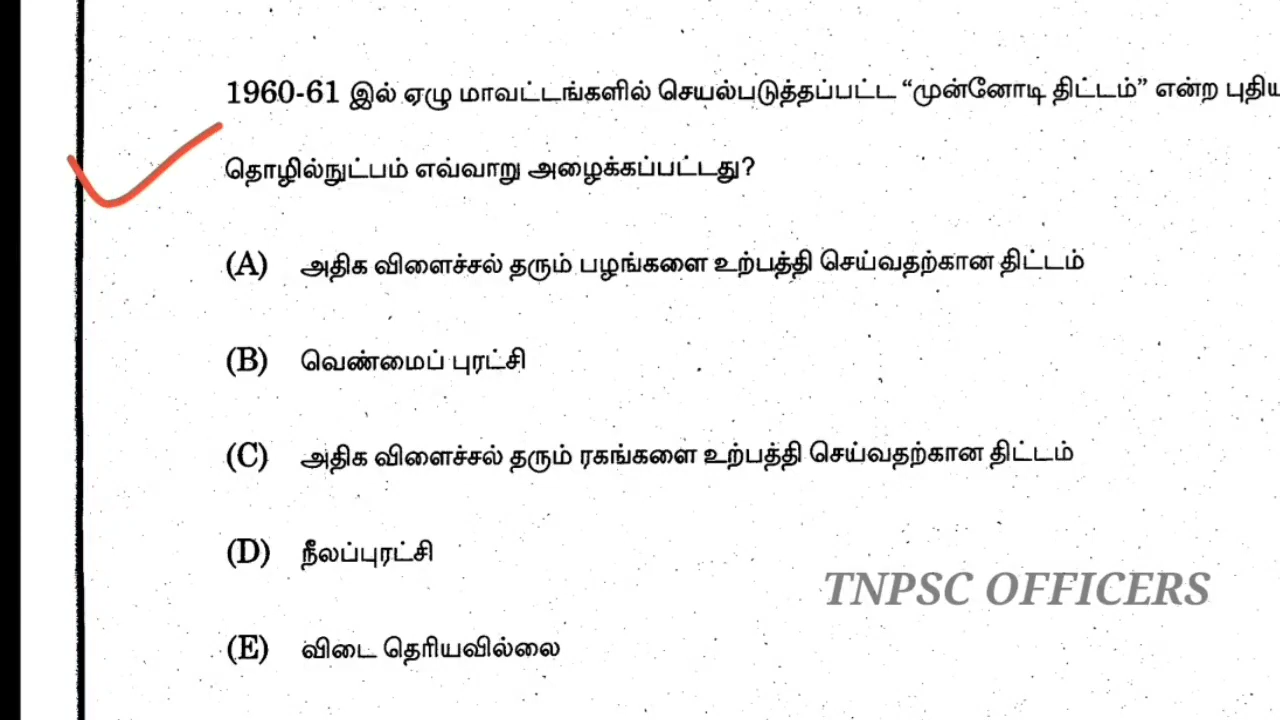 1960-61 இல் ஏழு மாவட்டங்களில் செயல்படுத்தப்பட்ட “முன்னோடி திட்டம்” என்ற புதிய
தொழில்நுட்பம் எவ்வாறு அழைக்கப்பட்டது?
(A) அதிக விளைச்சல் தரும் பழங்களை உற்பத்தி செய்வதற்கான திட்டம்
(B) வெண்மைப் புரட்சி
(C) அதிக விளைச்சல் தரும் ரகங்களை உற்பத்தி செய்வதற்கான திட்டம்
(D) நீலப்புரட்சி
TNPSC OFFICERS
(E) விடை தெரியவில்லை